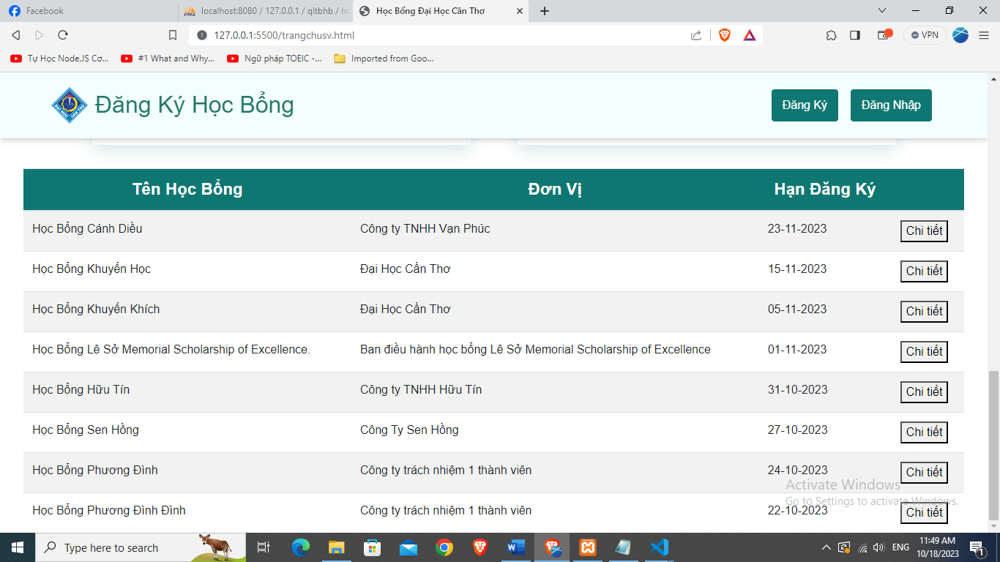 Facebook
localhost:8080 / 127.0.0.1 / qltbhb /
Học Bổng Đại Học Cần Thơ
127.0.0.1:5500/trangchusv.html
VPN
Tự Học Node.JS Cơ...
#1 What and Why...
Ngữ pháp TOEIC -...
Imported from Goo...
Đăng Ký Học Bổng
Đăng Ký
Đăng Nhập
Tên Học Bổng Đơn Vị Hạn Đăng Ký
Học Bổng Cánh Diều Công ty TNHH Vạn Phúc 23-11-2023 Chi tiết
Học Bổng Khuyến Học Đại Học Cần Thơ 15-11-2023 Chi tiết
Học Bổng Khuyến Khích Đại Học Cần Thơ 05-11-2023 Chi tiết
Học Bổng Lê Sở Memorial Scholarship of Excellence. Ban điều hành học bổng Lê Sở Memorial Scholarship of Excellence 01-11-2023 Chi tiết
Học Bổng Hữu Tín Công ty TNHH Hữu Tín 31-10-2023 Chi tiết
Học Bổng Sen Hồng Công Ty Sen Hồng 27-10-2023 Chi tiết
Học Bổng Phương Đình Công ty trách nhiệm 1 thành viên 24-10-2023 Chi tiết
Activate Windows
Go to Settings to activate Windows.
Học Bổng Phương Đình Đình Công ty trách nhiệm 1 thành viên 22-10-2023 Chi tiết
Type here to search
ENG
11:49 AM
10/18/2023
1